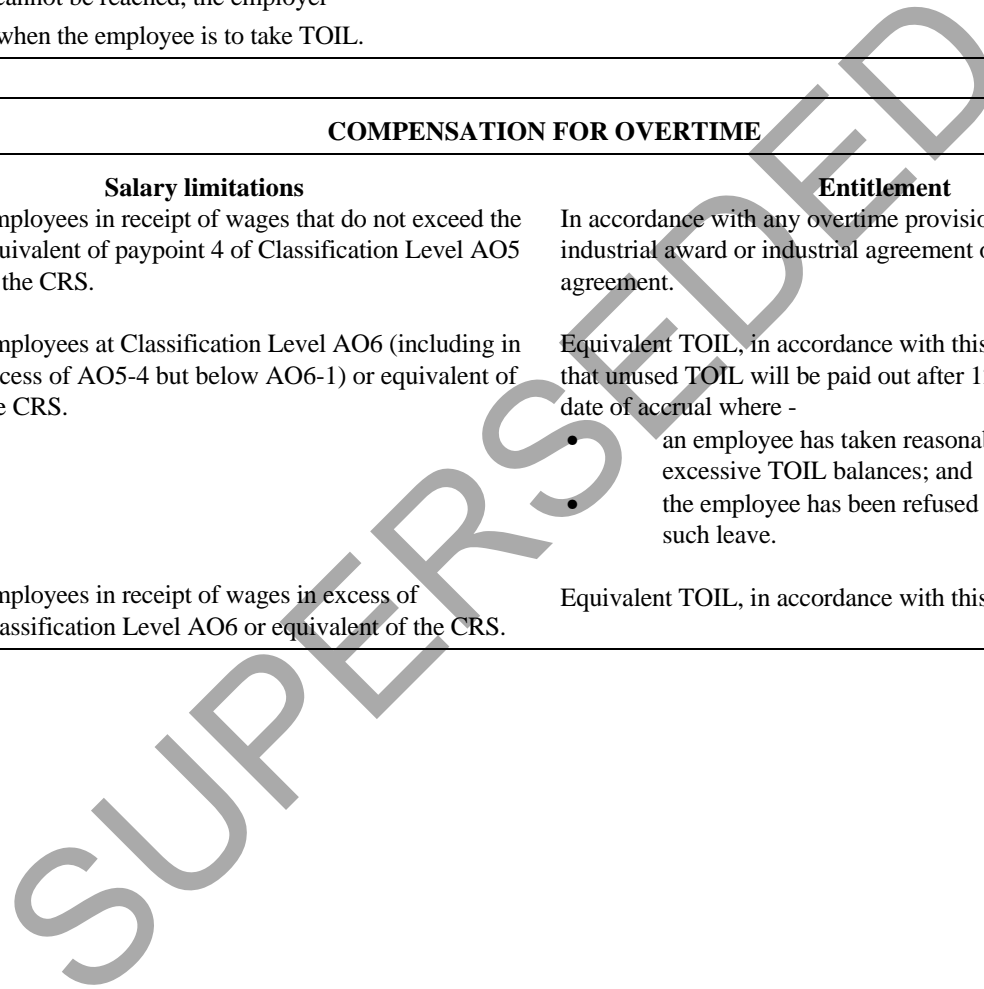 cannot be reached, the employer
when the employee is to take TOIL.
COMPENSATION FOR OVERTIME
Salary limitations
mployees in receipt of wages that do not exceed the
uivalent of paypoint 4 of Classification Level AO5
the CRS.
mployees at Classification Level AO6 (including in
cess of AO5-4 but below AO6-1) or equivalent of
e CRS.
mployees in receipt of wages in excess of
lassification Level AO6 or equivalent of the CRS.
Entitlement
In accordance with any overtime provisio
industrial award or industrial agreement o
agreement.
Equivalent TOIL, in accordance with this
that unused TOIL will be paid out after 1
date of accrual where -
• an employee has taken reasonab
excessive TOIL balances; and
• the employee has been refused
such leave.
Equivalent TOIL, in accordance with this
SUPERSEDED